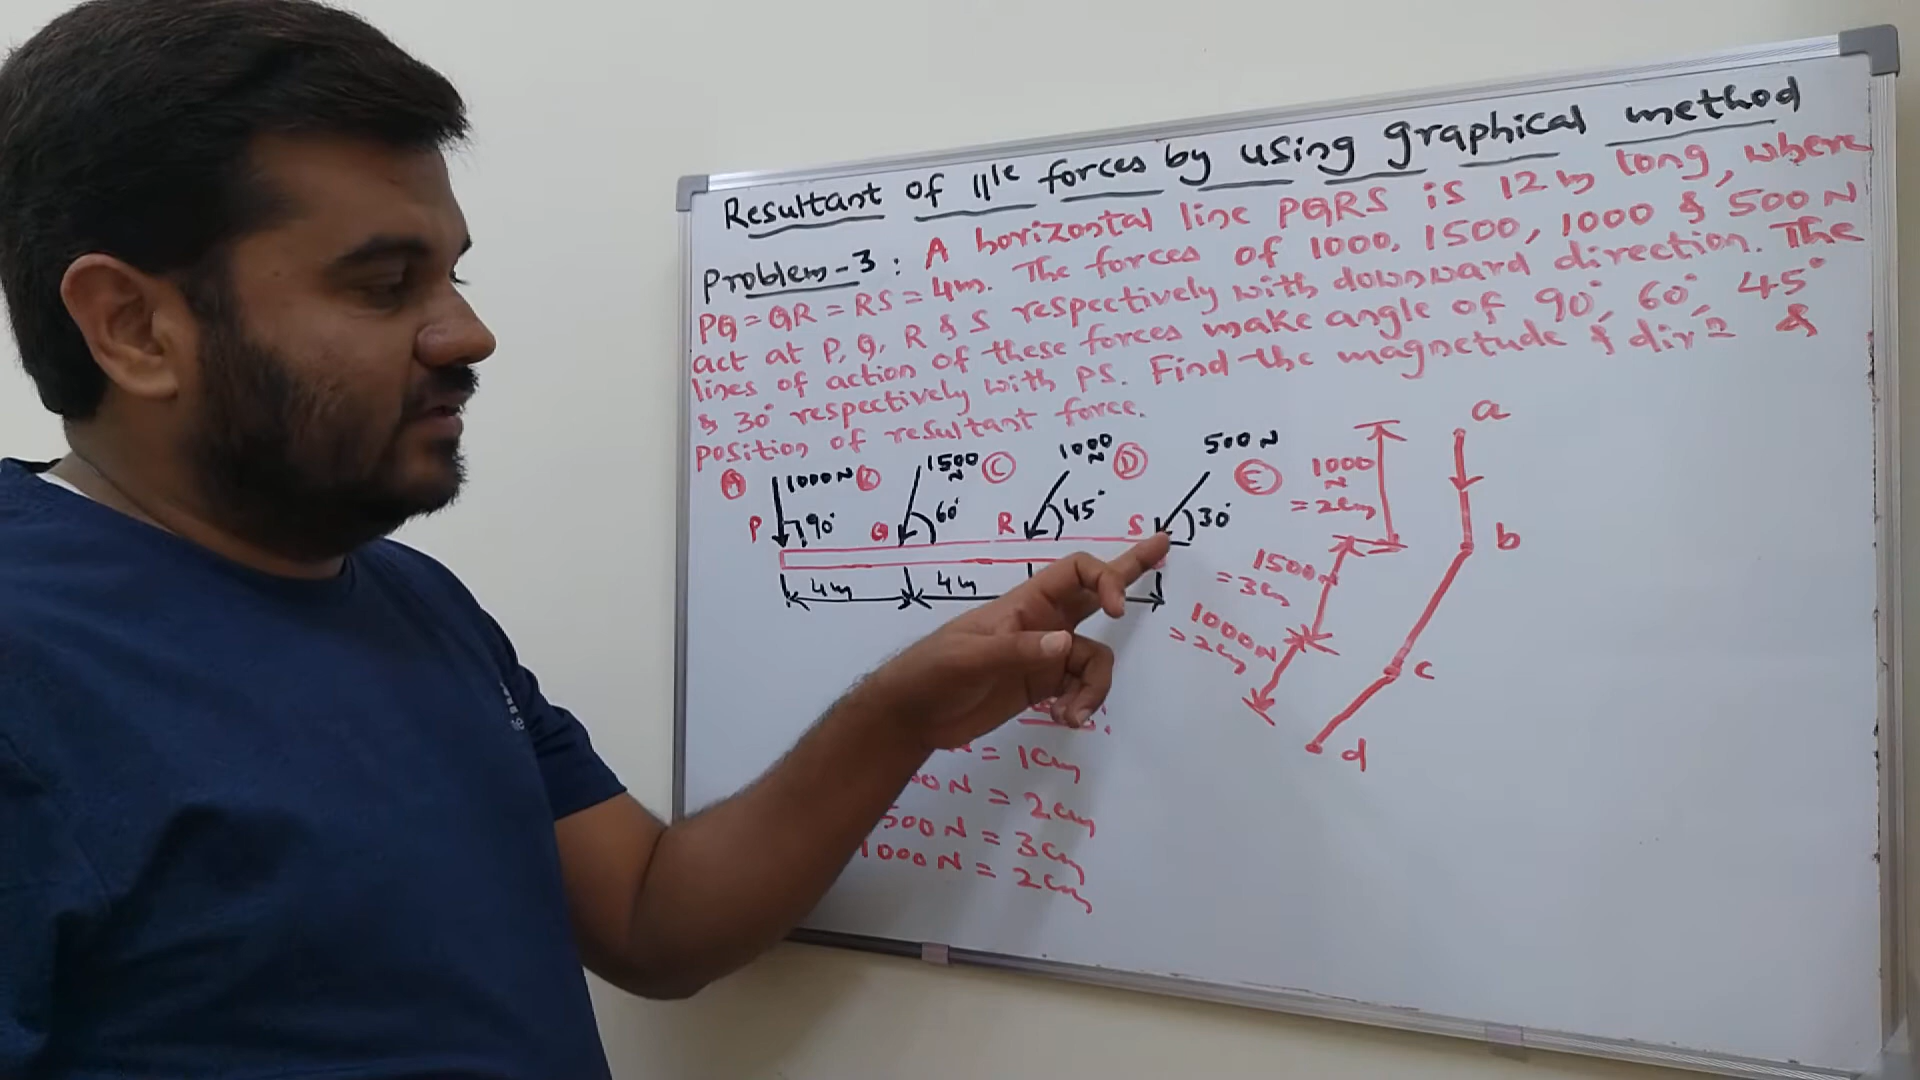 Resultant of ||le forces by using graphical method
Problem-3: A horizontal line PQRS is 12 m long, where
PQ = QR = RS = 4m. The forces of 1000, 1500, 1000 & 500 N
act at P, Q, R & S respectively with downward direction. The
lines of action of these forces make angle of 90°, 60°, 45°
& 30° respectively with PS. Find the magnetude & dirn &
position of resultant force.
A 1000N B 1500 N C 1000 N D 500 N E
P 90° Q 60° R 45° S 30°
4m 4m
1000 N = 2cm
1500N = 3cm
1000N = 2cm
a
b
c
d
= 1cm
= 2cm
500 N = 3cm
1000 N = 2cm